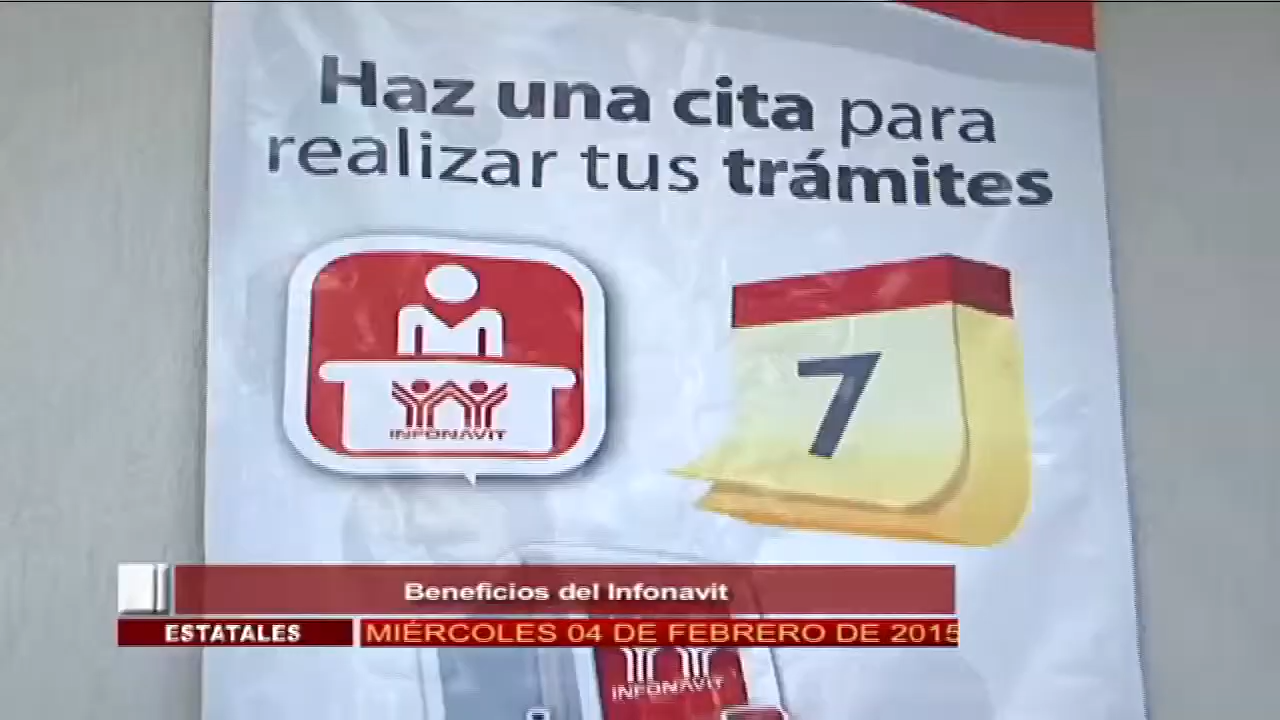 Haz una cita para
realizar tus trámites
INFONAVIT
7
Beneficios del Infonavit
ESTATALES
MIÉRCOLES 04 DE FEBRERO DE 2015
INFONAVIT